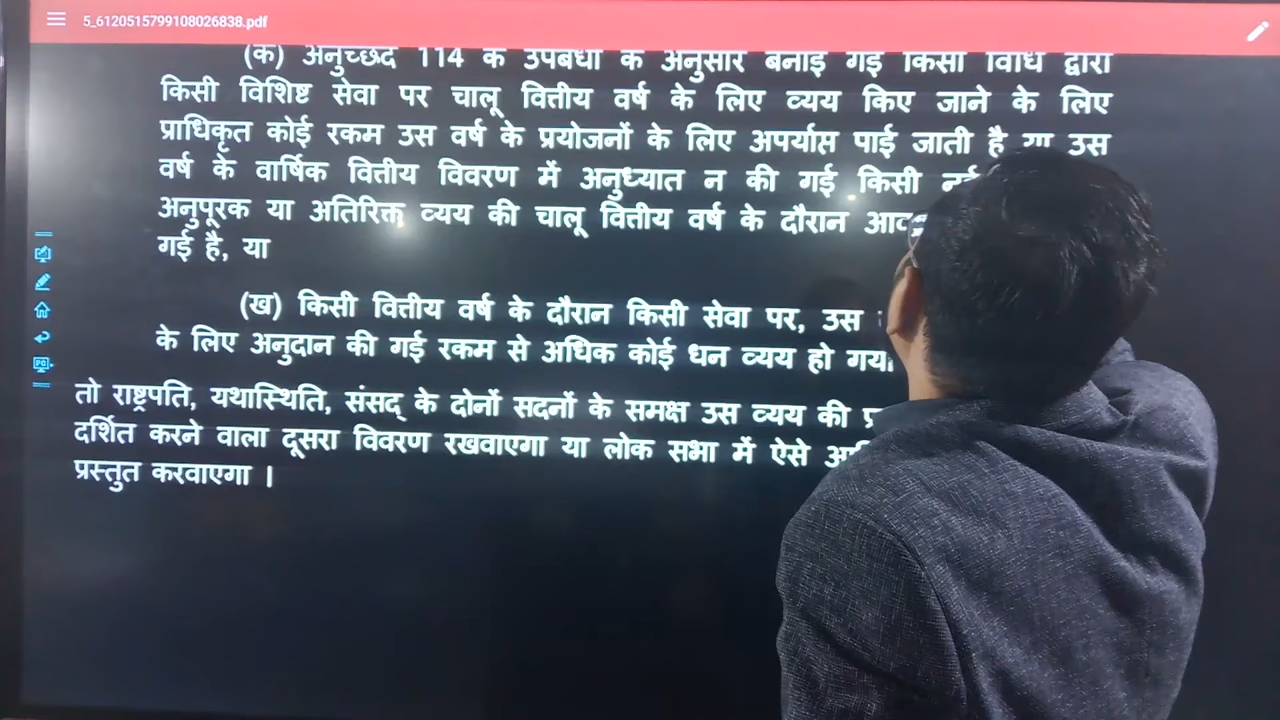 5_6120515799108026838.pdf
(क) अनुच्छेद 114 के उपबंधों के अनुसार बनाई गई किसी विधि द्वारा
किसी विशिष्ट सेवा पर चालू वित्तीय वर्ष के लिए व्यय किए जाने के लिए
प्राधिकृत कोई रकम उस वर्ष के प्रयोजनों के लिए अपर्याप्त पाई जाती है या उस
वर्ष के वार्षिक वित्तीय विवरण में अनुध्यात न की गई किसी
अनुपूरक या अतिरिक्त व्यय की चालू वित्तीय वर्ष के दौरान
गई है, या
(ख) किसी वित्तीय वर्ष के दौरान किसी सेवा पर, उस
के लिए अनुदान की गई रकम से अधिक कोई धन व्यय हो गया
तो राष्ट्रपति, यथास्थिति, संसद् के दोनों सदनों के समक्ष उस व्यय की
दर्शित करने वाला दूसरा विवरण रखवाएगा या लोक सभा में ऐसे
प्रस्तुत करवाएगा ।